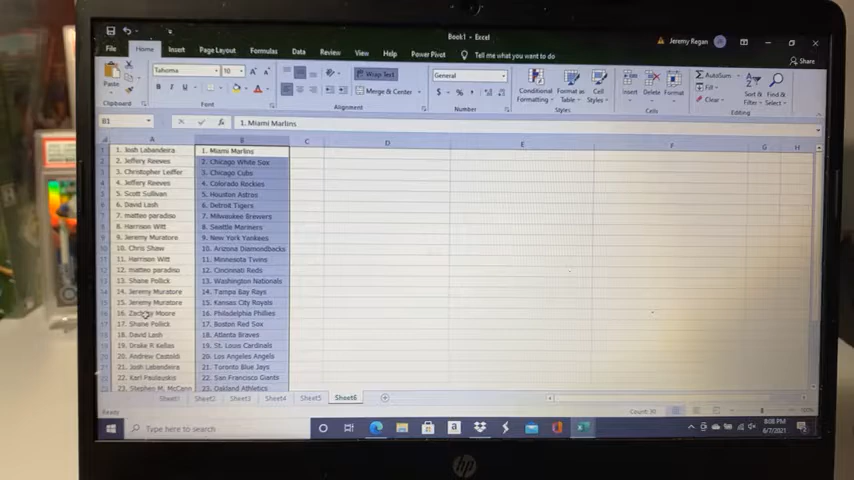 Book1 - Excel
Jeremy Regan
File Home Insert Page Layout Formulas Data Review View Help Power Pivot Tell me what you want to do
Share
Paste
Tahoma 10
B I U
Wrap Text
Merge & Center
General
$ % ,
Conditional Formatting
Format as Table
Cell Styles
Insert Delete Format
AutoSum
Fill
Clear
Sort & Filter
Find & Select
Clipboard Font Alignment Number Styles Cells Editing
B1 fx 1. Miami Marlins
A B C D E F G H
1. Josh Labandeira 1. Miami Marlins
2. Jeffery Reeves 2. Chicago White Sox
3. Christopher Leiffer 3. Chicago Cubs
4. Jeffery Reeves 4. Colorado Rockies
5. Scott Sullivan 5. Houston Astros
6. David Lash 6. Detroit Tigers
7. matteo paradiso 7. Milwaukee Brewers
8. Harrison Witt 8. Seattle Mariners
9. Jeremy Muratore 9. New York Yankees
10. Chris Shaw 10. Arizona Diamondbacks
11. Harrison Witt 11. Minnesota Twins
12. matteo paradiso 12. Cincinnati Reds
13. Shane Pollick 13. Washington Nationals
14. Jeremy Muratore 14. Tampa Bay Rays
15. Jeremy Muratore 15. Kansas City Royals
16. Moore 16. Philadelphia Phillies
17. Shane Pollick 17. Boston Red Sox
18. David Lash 18. Atlanta Braves
19. Drake R Kellas 19. St. Louis Cardinals
20. Andrew Castoldi 20. Los Angeles Angels
21. Josh Labandeira 21. Toronto Blue Jays
22. Karl Paulauskis 22. San Francisco Giants
23. Stephen M. McCann 23. Oakland Athletics
Sheet1 Sheet2 Sheet3 Sheet4 Sheet5 Sheet6
Ready
Count: 30
Type here to search
8:08 PM
6/7/2021
hp